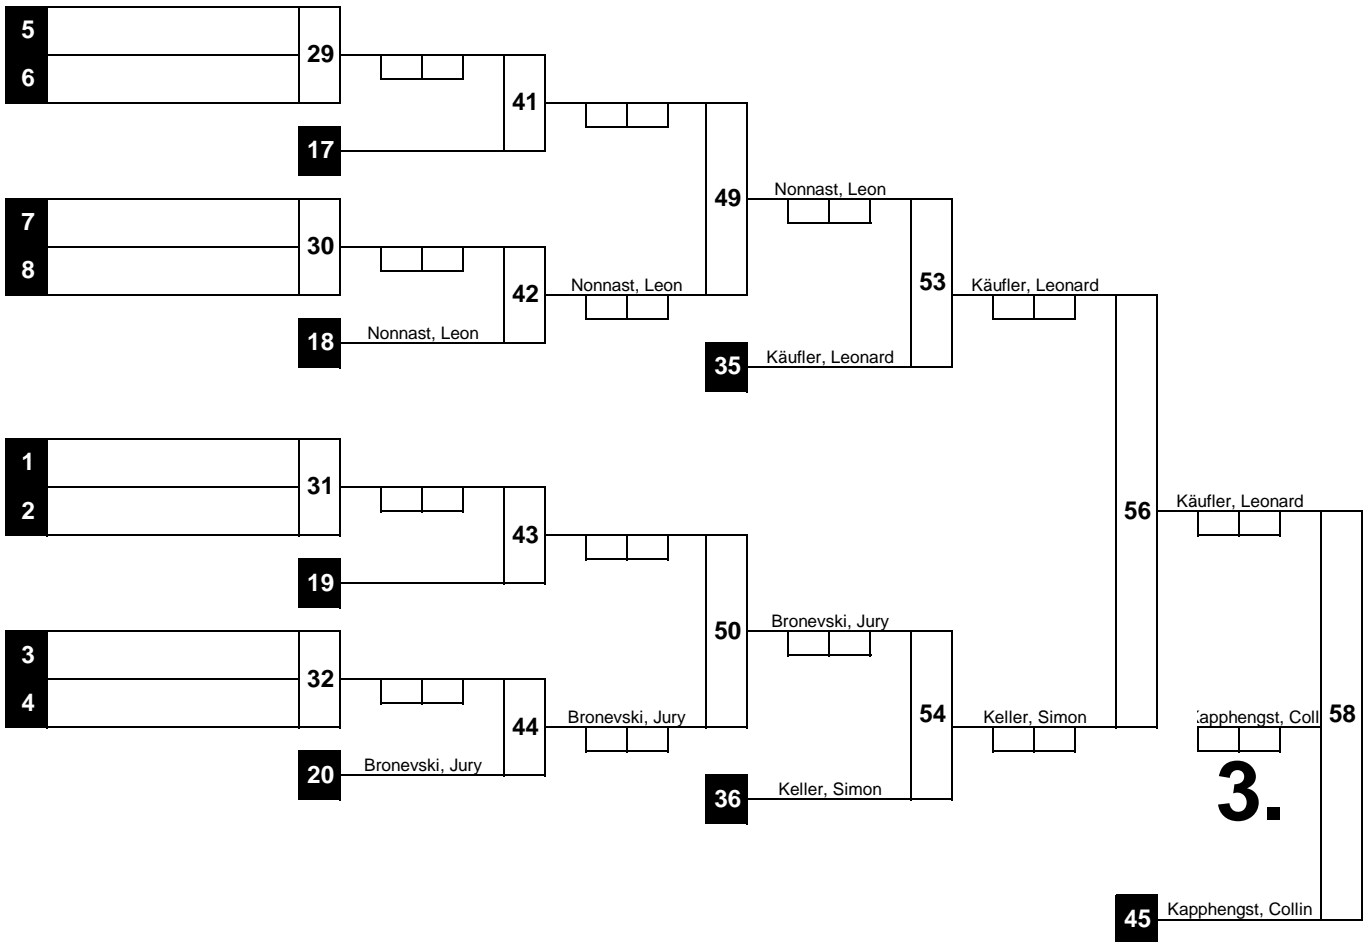 5
29
6
41
17
49
Nonnast, Leon
7
30
8
42
Nonnast, Leon
53
Käufler, Leonard
18
Nonnast, Leon
35
Käufler, Leonard
1
31
2
43
56
Käufler, Leonard
19
3
32
4
50
Bronevski, Jury
44
Bronevski, Jury
54
Keller, Simon
apphengst, Coll
58
20
Bronevski, Jury
36
Keller, Simon
3.
45
Kapphengst, Collin